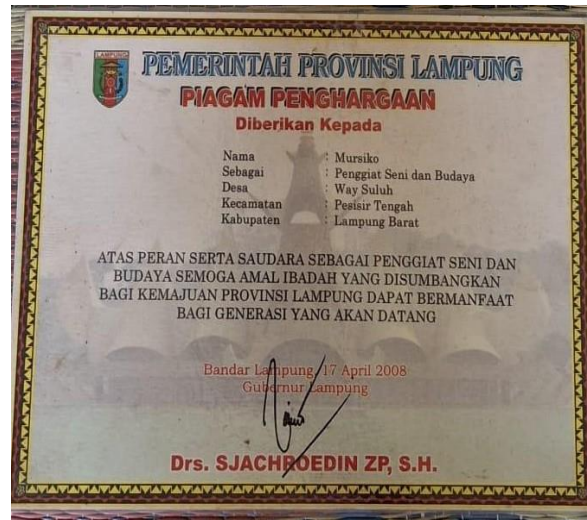 LAMPUNG
PEMERINTAH PROVINSI LAMPUNG
PIAGAM PENGHARGAAN
Diberikan Kepada
Nama : Mursiko
Sebagai : Penggiat Seni dan Budaya
Desa : Way Suluh
Kecamatan : Pesisir Tengah
Kabupaten : Lampung Barat
ATAS PERAN SERTA SAUDARA SEBAGAI PENGGIAT SENI DAN
BUDAYA SEMOGA AMAL IBADAH YANG DISUMBANGKAN
BAGI KEMAJUAN PROVINSI LAMPUNG DAPAT BERMANFAAT
BAGI GENERASI YANG AKAN DATANG
Bandar Lampung, 17 April 2008
Gubernur Lampung
Drs. SJACHROEDIN ZP, S.H.